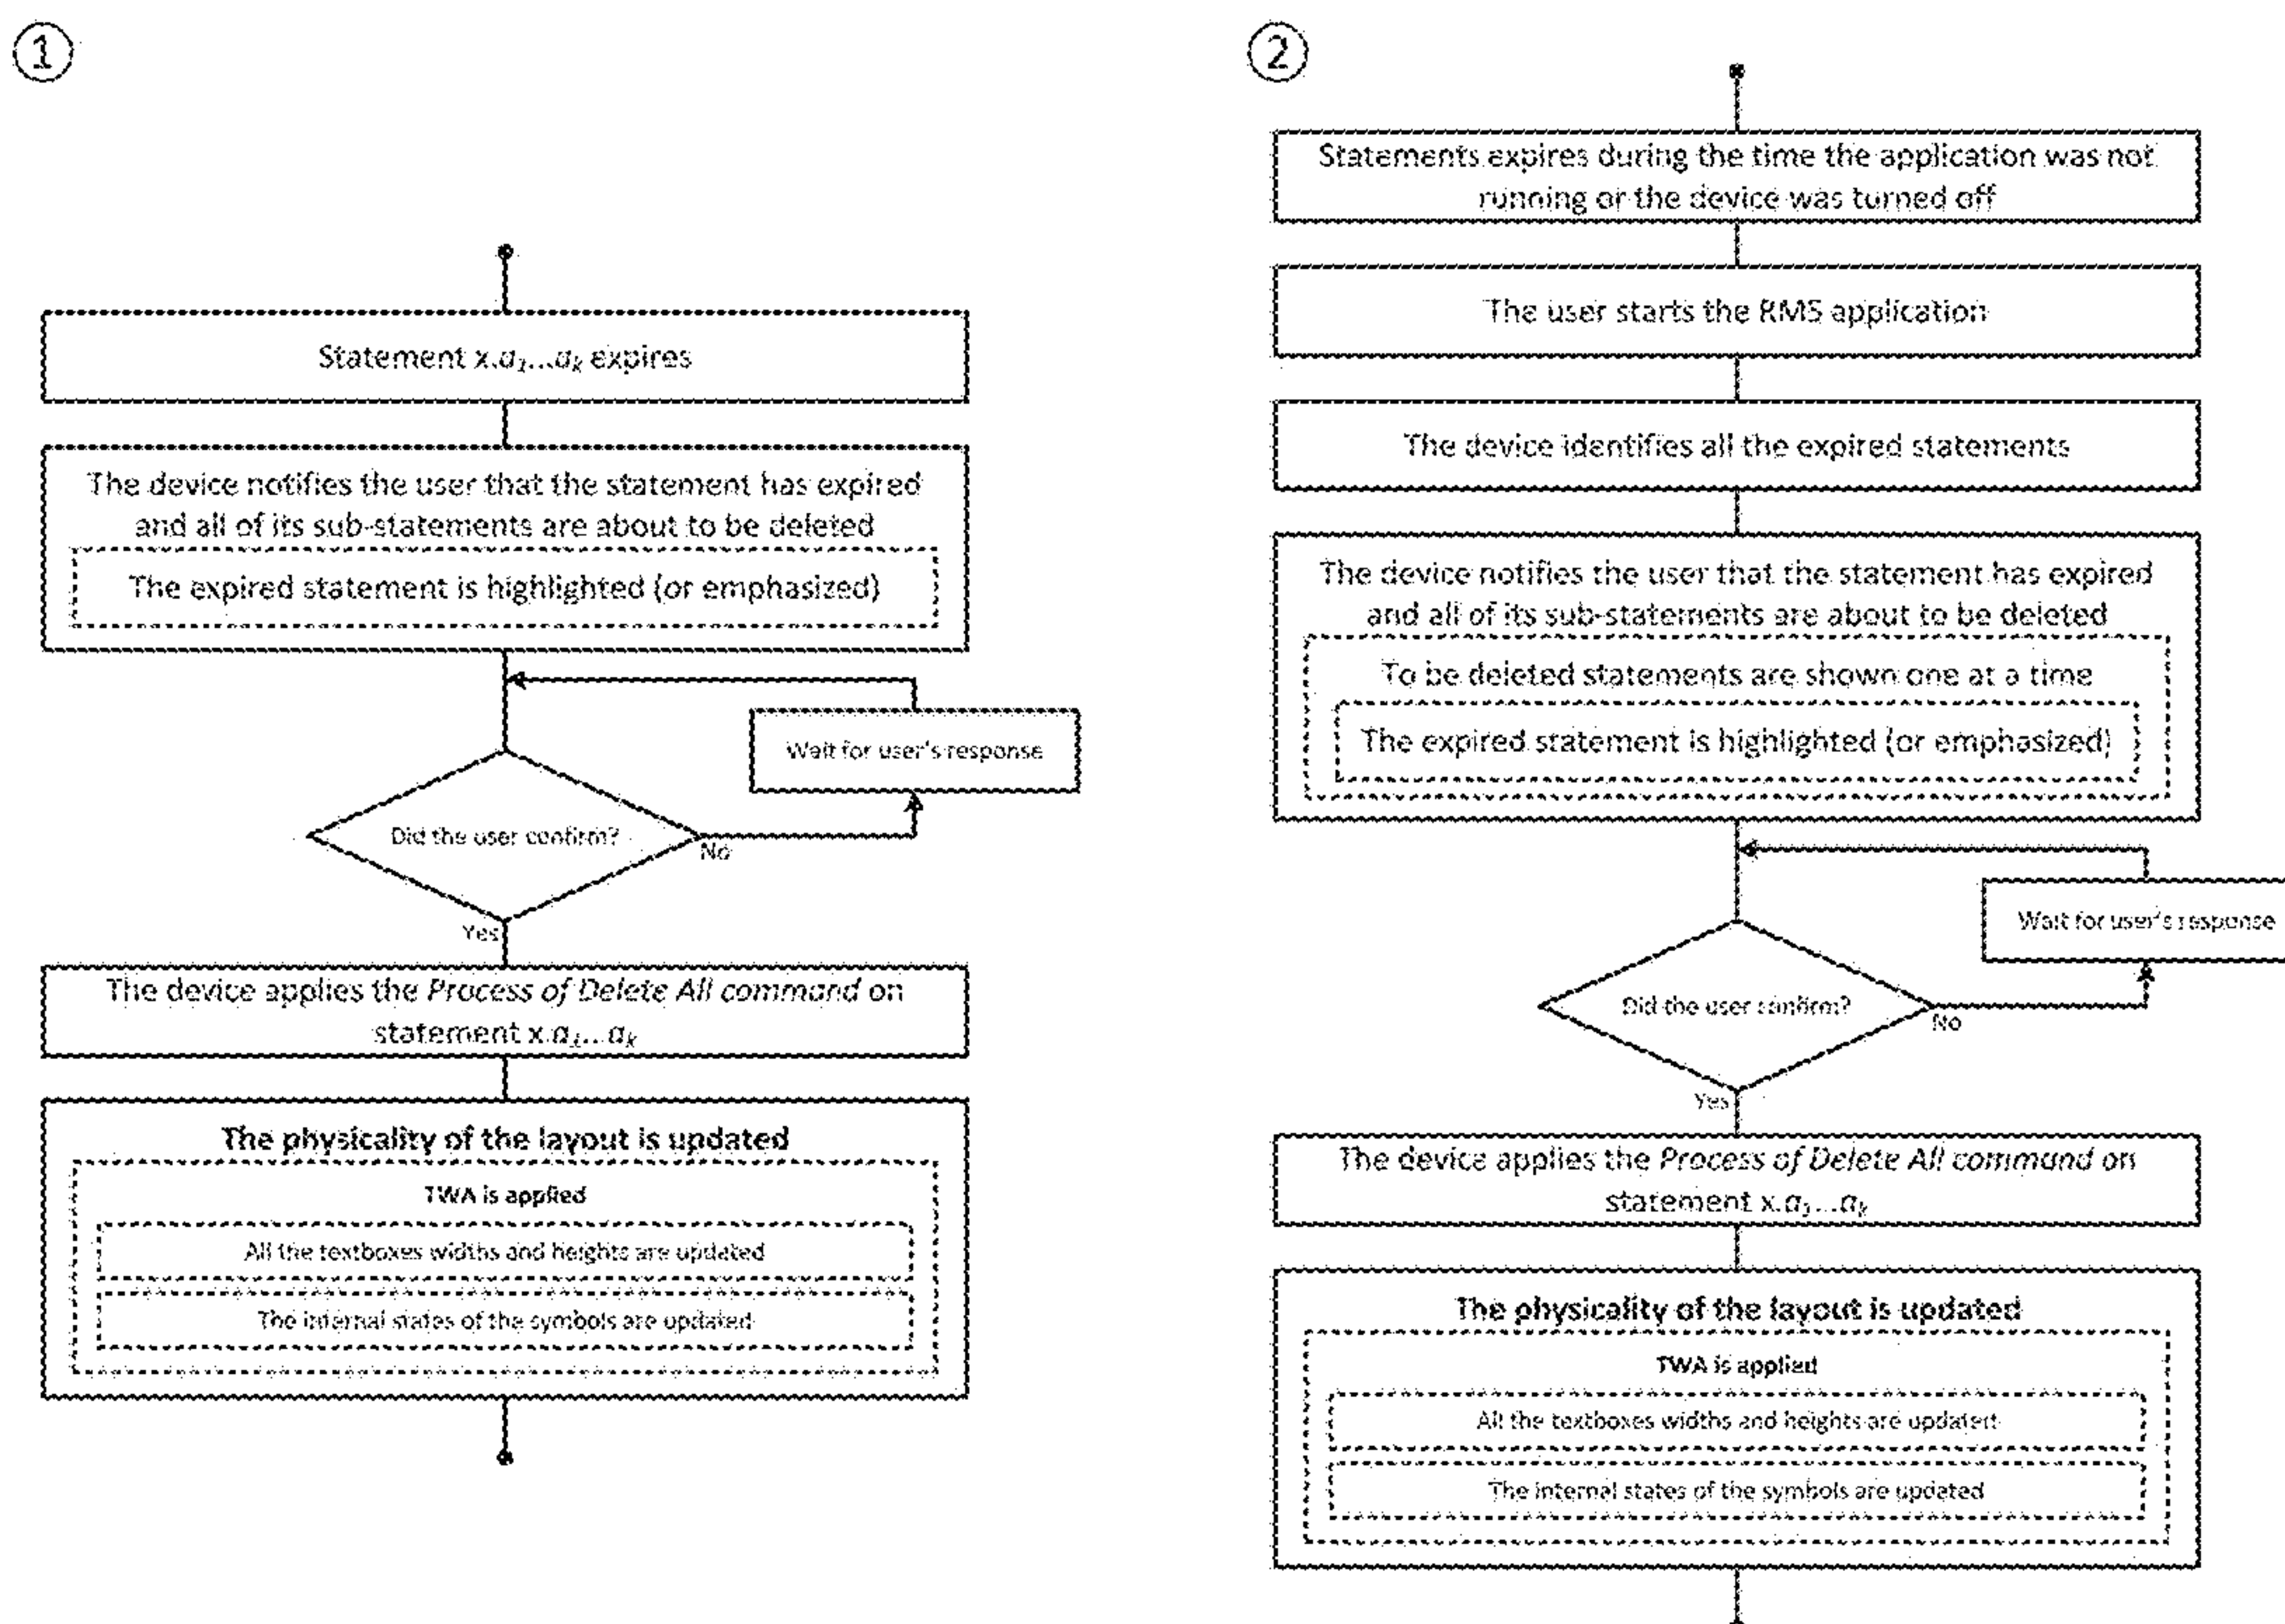 ①
Statement x.a₁...aₖ expires
The device notifies the user that the statement has expired
and all of its sub-statements are about to be deleted
The expired statement is highlighted (or emphasized)
Wait for user's response
Did the user confirm?
No
Yes
The device applies the Process of Delete All command on
statement x.a₁...aₖ
The physicality of the layout is updated
TWA is applied
All the textboxes widths and heights are updated
The internal states of the symbols are updated
②
Statements expires during the time the application was not
running or the device was turned off
The user starts the RMS application
The device identifies all the expired statements
The device notifies the user that the statement has expired
and all of its sub-statements are about to be deleted
To be deleted statements are shown one at a time
The expired statement is highlighted (or emphasized)
Wait for user's response
Did the user confirm?
No
Yes
The device applies the Process of Delete All command on
statement x.a₁...aₖ
The physicality of the layout is updated
TWA is applied
All the textboxes widths and heights are updated
The internal states of the symbols are updated